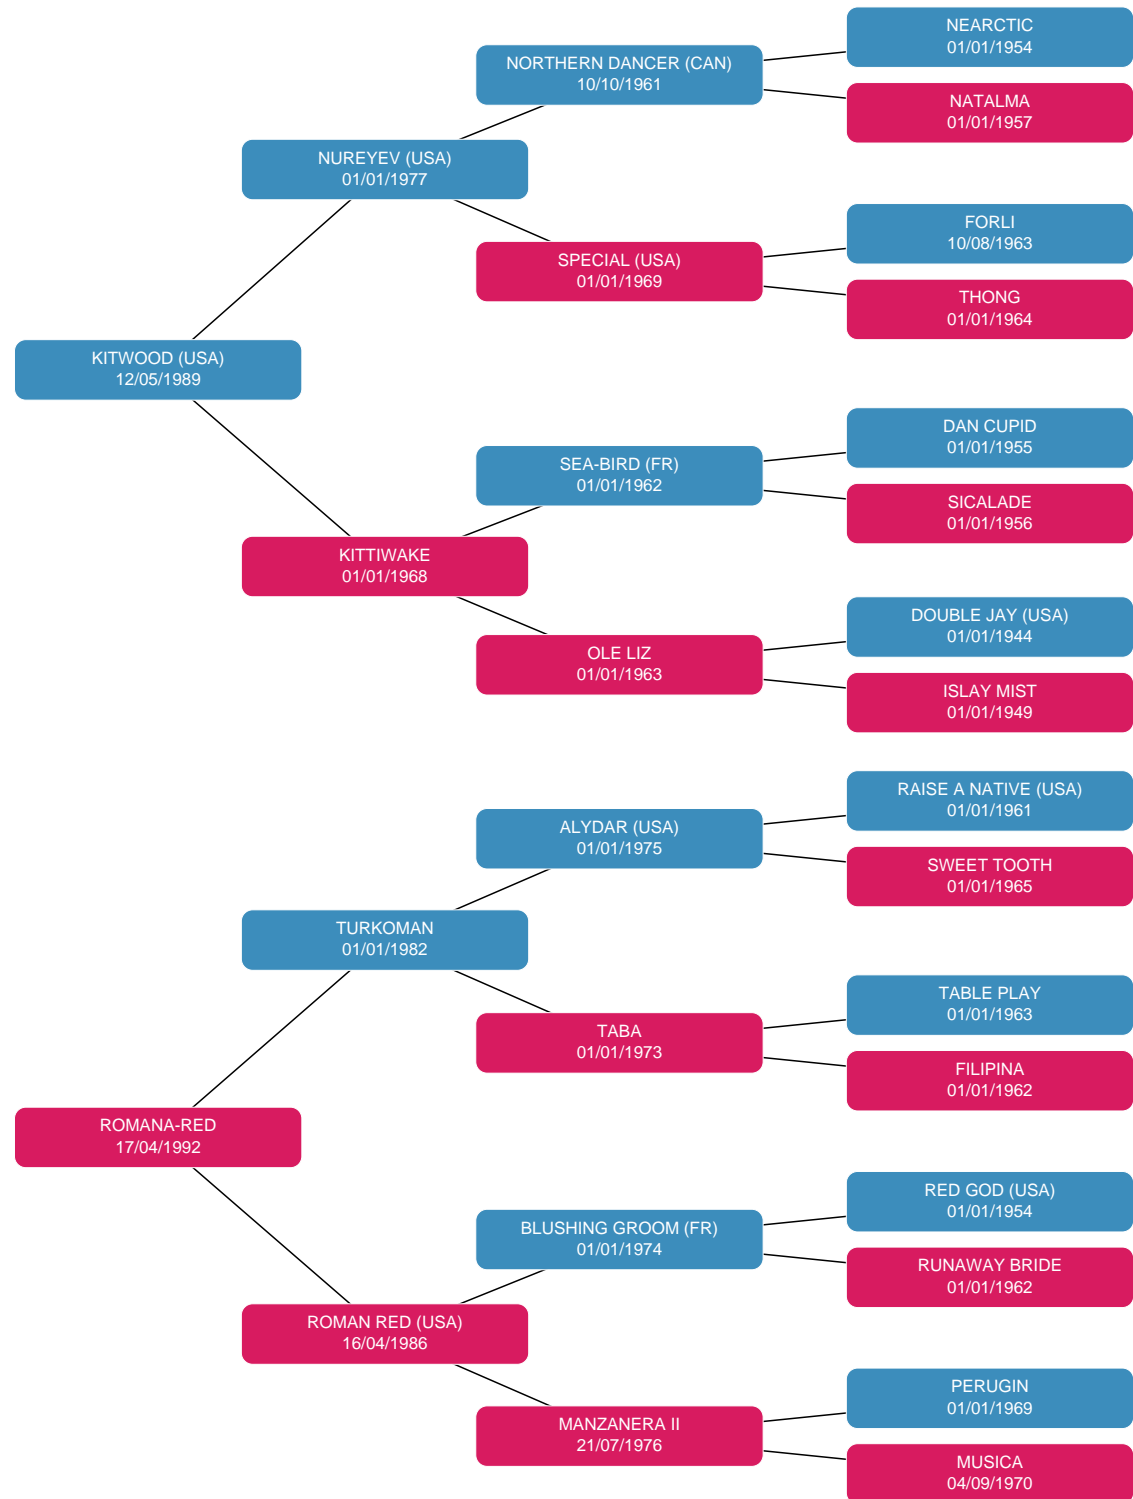 NEARCTIC
01/01/1954
NORTHERN DANCER (CAN)
10/10/1961
NATALMA
01/01/1957
NUREYEV (USA)
01/01/1977
FORLI
10/08/1963
SPECIAL (USA)
01/01/1969
THONG
01/01/1964
KITWOOD (USA)
12/05/1989
DAN CUPID
01/01/1955
SEA-BIRD (FR)
01/01/1962
SICALADE
01/01/1956
KITTIWAKE
01/01/1968
DOUBLE JAY (USA)
01/01/1944
OLE LIZ
01/01/1963
ISLAY MIST
01/01/1949
RAISE A NATIVE (USA)
01/01/1961
ALYDAR (USA)
01/01/1975
SWEET TOOTH
01/01/1965
TURKOMAN
01/01/1982
TABLE PLAY
01/01/1963
TABA
01/01/1973
FILIPINA
01/01/1962
ROMANA-RED
17/04/1992
RED GOD (USA)
01/01/1954
BLUSHING GROOM (FR)
01/01/1974
RUNAWAY BRIDE
01/01/1962
ROMAN RED (USA)
16/04/1986
PERUGIN
01/01/1969
MANZANERA II
21/07/1976
MUSICA
04/09/1970